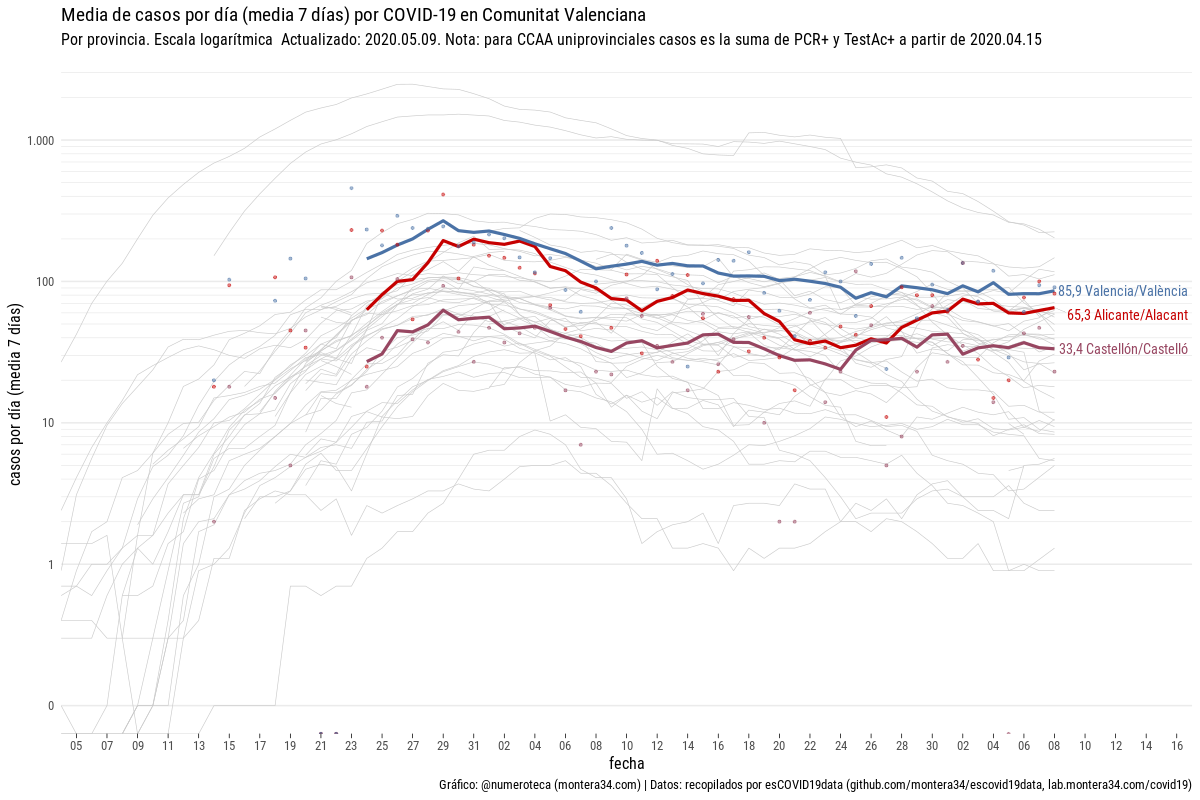 Media de casos por día (media 7 días) por COVID-19 en Comunitat Valenciana
Por provincia. Escala logarítmica  Actualizado: 2020.05.09. Nota: para CCAA uniprovinciales casos es la suma de PCR+ y TestAc+ a partir de 2020.04.15
casos por día (media 7 días)
1.000
100
10
1
0
85,9 Valencia/València
65,3 Alicante/Alacant
33,4 Castellón/Castelló
05 07 09 11 13 15 17 19 21 23 25 27 29 31 02 04 06 08 10 12 14 16 18 20 22 24 26 28 30 02 04 06 08 10 12 14 16
fecha
Gráfico: @numeroteca (montera34.com) | Datos: recopilados por esCOVID19data (github.com/montera34/escovid19data, lab.montera34.com/covid19)